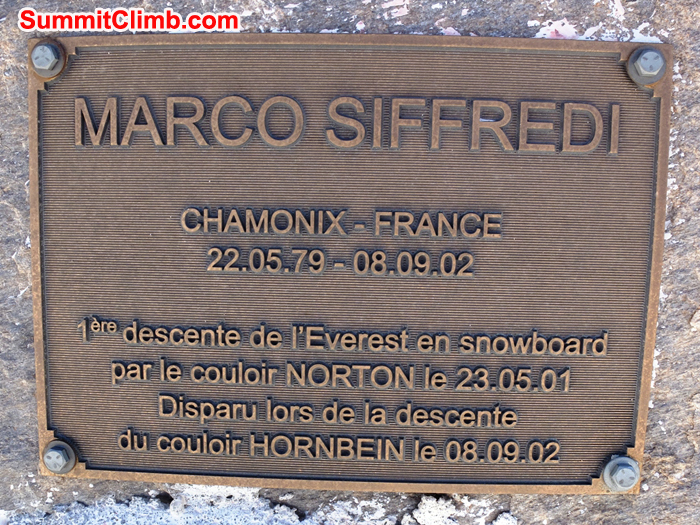 SummitClimb.com
MARCO SIFFREDI
CHAMONIX - FRANCE
22.05.79 - 08.09.02
1ère descente de l'Everest en snowboard
par le couloir NORTON le 23.05.01
Disparu lors de la descente
du couloir HORNBEIN le 08.09.02